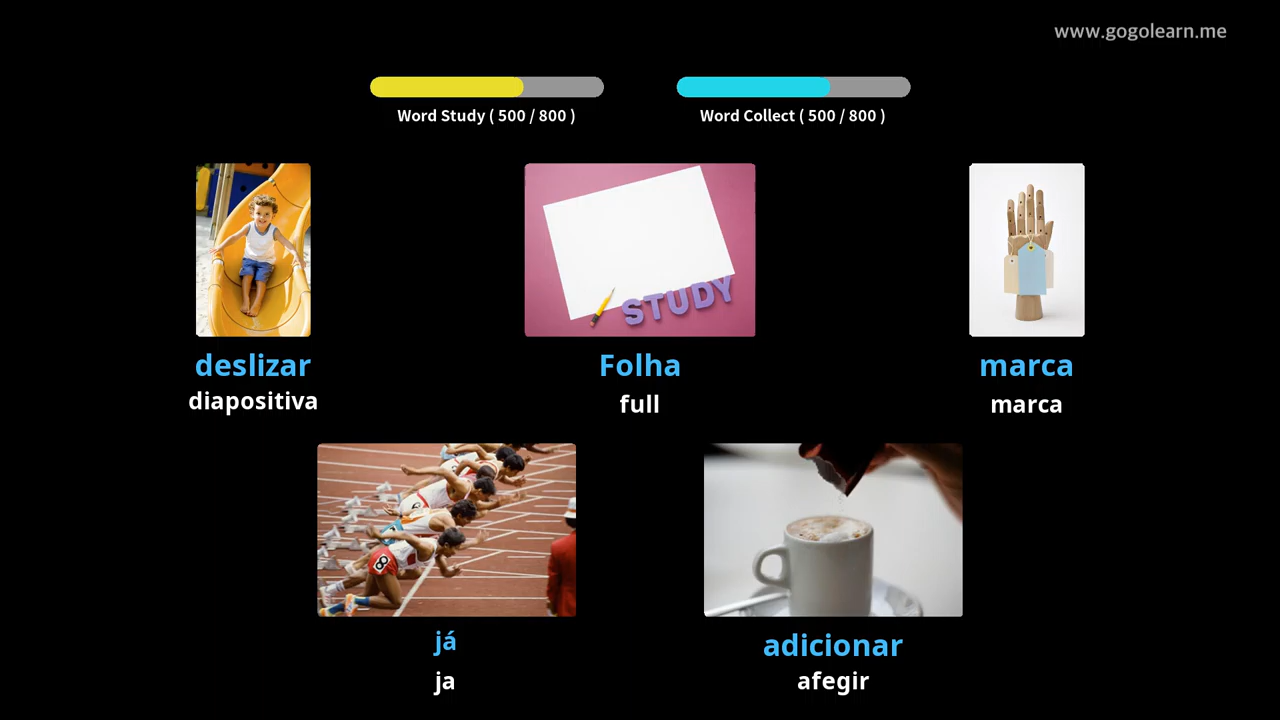 www.gogolearn.me
Word Study ( 500 / 800 )
Word Collect ( 500 / 800 )
STUDY
deslizar
diapositiva
Folha
full
marca
marca
8
já
ja
adicionar
afegir